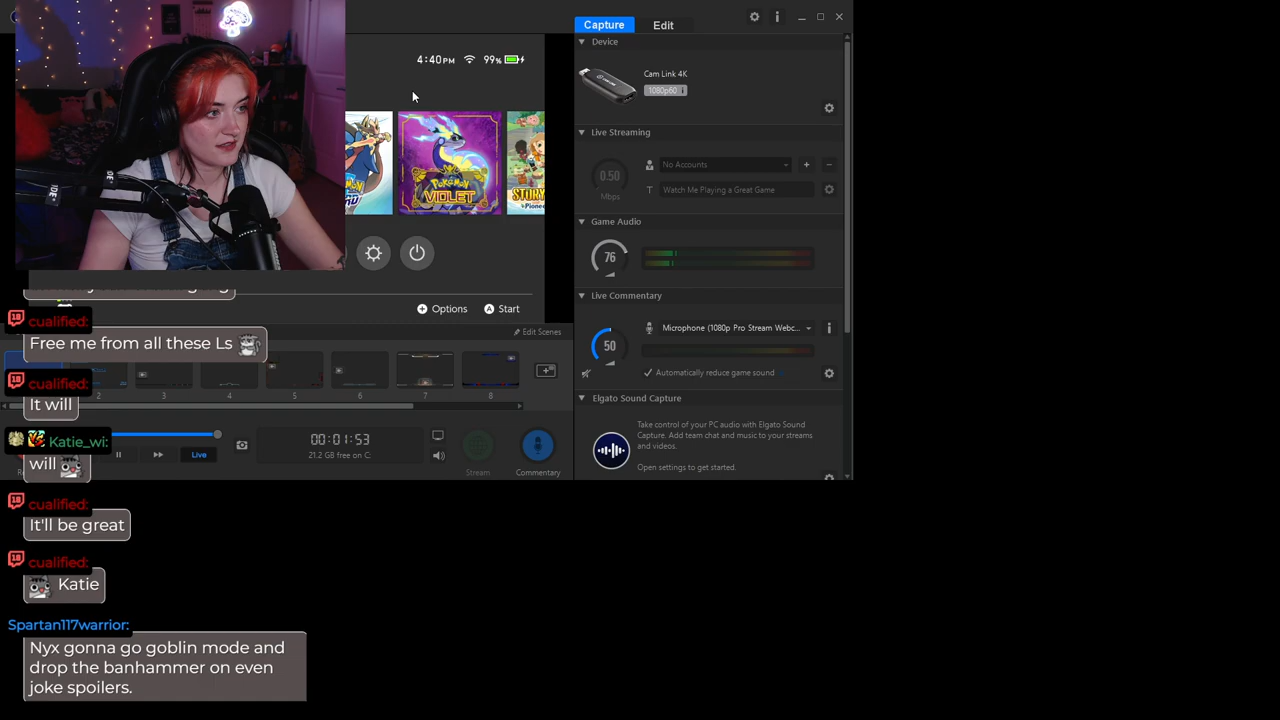 Capture
Edit
Device
4:40PM 99%
Cam Link 4K
1080p60
Live Streaming
No Accounts
0.50
Mbps
Watch Me Playing a Great Game
POKÉMON
VIOLET
STORY
Game Audio
76
Options
Start
Live Commentary
Microphone (1080p Pro Stream Webc...
50
Automatically reduce game sound
Edit Scenes
2
3
4
5
6
7
8
Elgato Sound Capture
Take control of your PC audio with Elgato Sound
Capture. Add team chat and music to your streams
and videos.
Open settings to get started.
Live
00:01:53
21.2 GB free on C:
Stream
Commentary
cualified:
Free me from all these Ls
cualified:
It will
Katie_wi:
will
cualified:
It'll be great
cualified:
Katie
Spartan117warrior:
Nyx gonna go goblin mode and
drop the banhammer on even
joke spoilers.